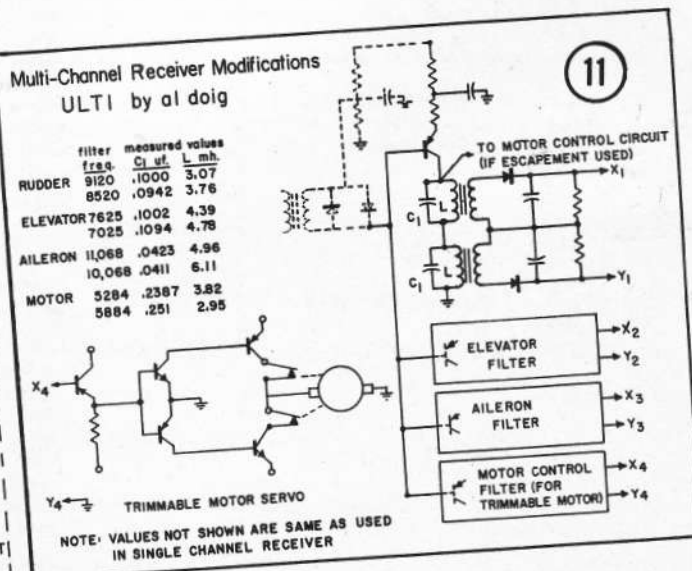 Multi-Channel Receiver Modifications
ULTI by al doig
11
filter measured values
freq. C₁ uf. L mh.
RUDDER 9120 .1000 3.07
8520 .0942 3.76
ELEVATOR 7625 .1002 4.39
7025 .1094 4.78
AILERON 11,068 .0423 4.96
10,068 .0411 6.11
MOTOR 5284 .2387 3.82
5884 .251 2.95
TO MOTOR CONTROL CIRCUIT
(IF ESCAPEMENT USED)
X₁
C₁ L
C₁ L
Y₁
ELEVATOR
FILTER
X₂
Y₂
AILERON
FILTER
X₃
Y₃
MOTOR CONTROL
FILTER (FOR
TRIMMABLE MOTOR)
X₄
Y₄
X₄
Y₄
TRIMMABLE MOTOR SERVO
NOTE: VALUES NOT SHOWN ARE SAME AS USED
IN SINGLE CHANNEL RECEIVER
T